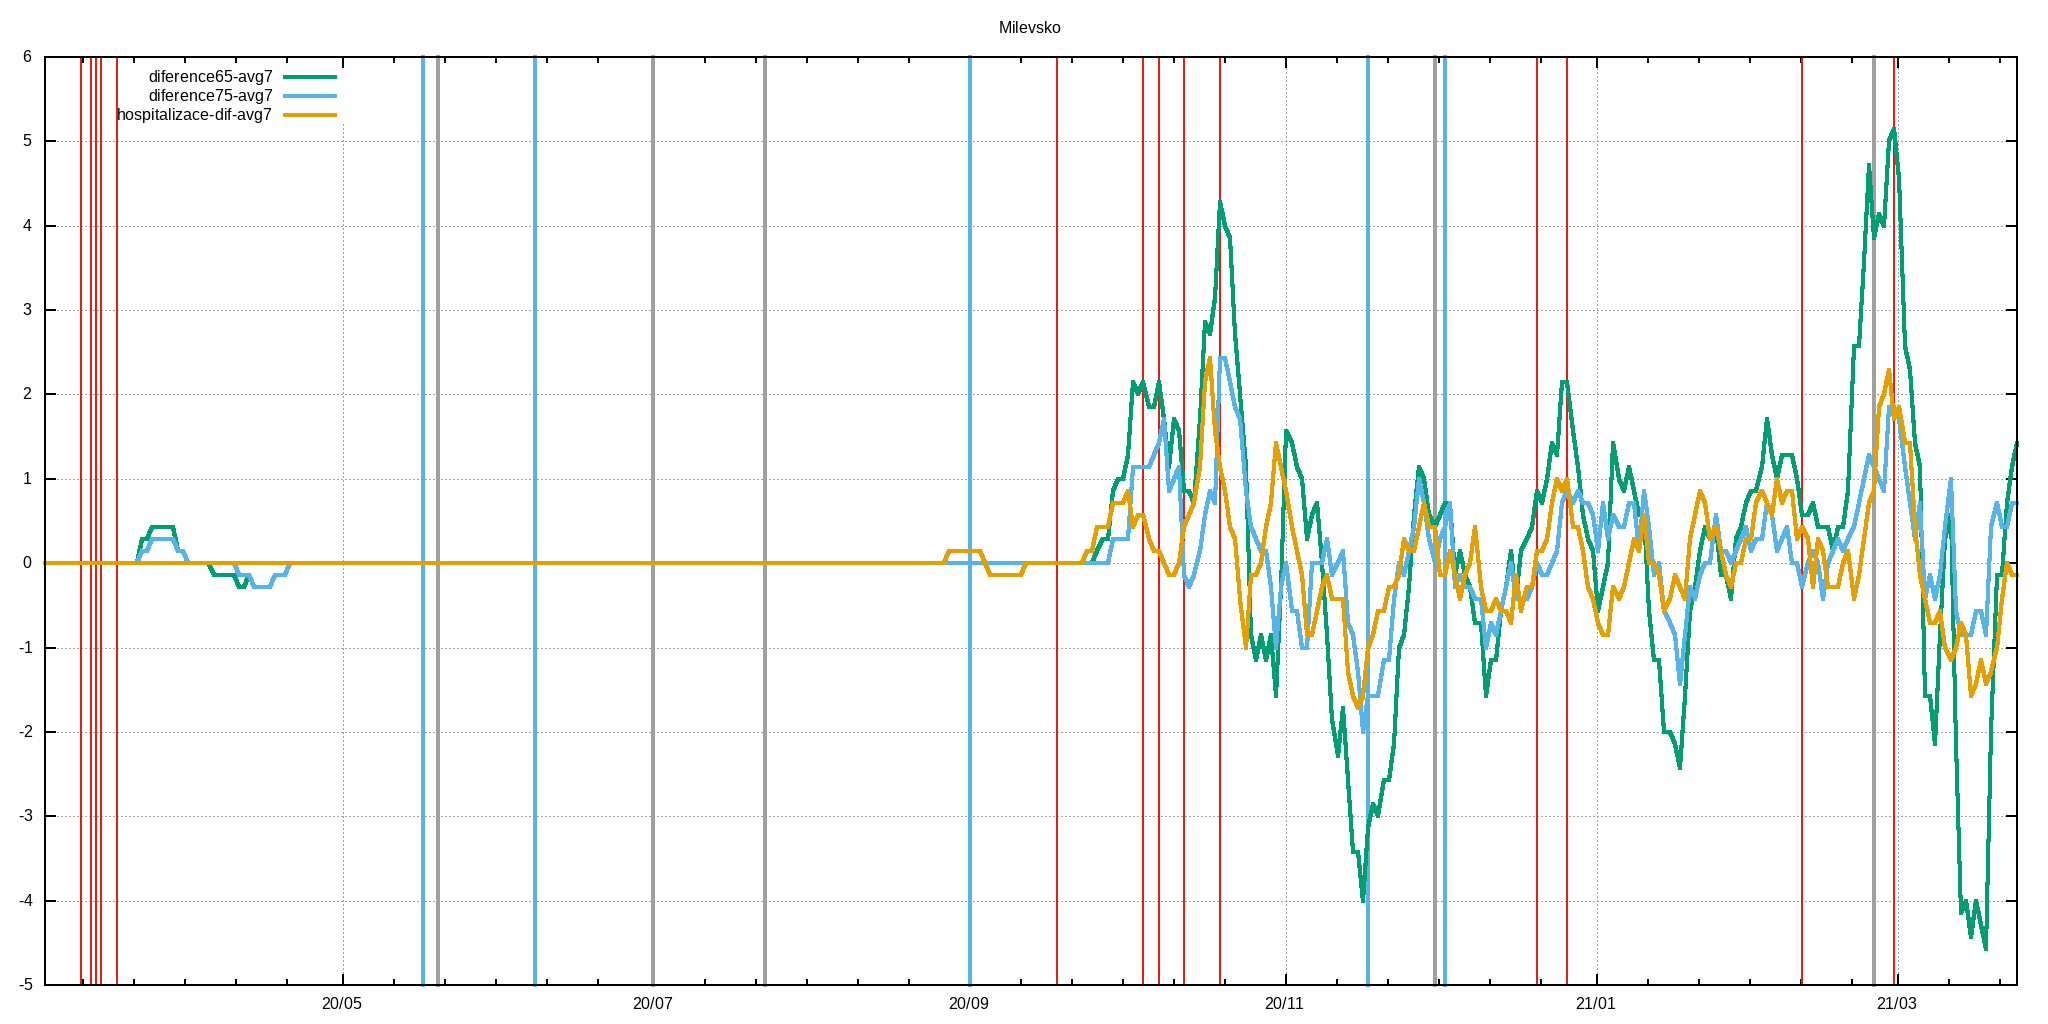 Milevsko
diference65-avg7
diference75-avg7
hospitalizace-dif-avg7
6
5
4
3
2
1
0
-1
-2
-3
-4
-5
20/05 20/07 20/09 20/11 21/01 21/03